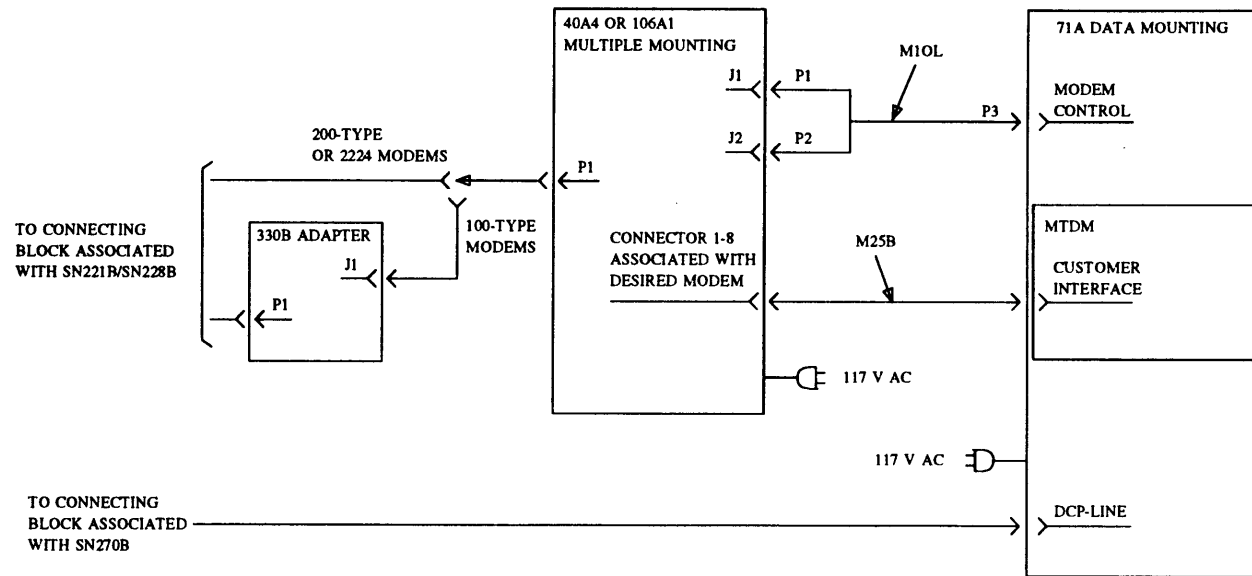 40A4 OR 106A1
MULTIPLE MOUNTING
71A DATA MOUNTING
M1OL
J1
P1
MODEM
CONTROL
P3
J2
P2
200-TYPE
OR 2224 MODEMS
P1
TO CONNECTING
BLOCK ASSOCIATED
WITH SN221B/SN228B
330B ADAPTER
100-TYPE
MODEMS
J1
P1
CONNECTOR 1-8
ASSOCIATED WITH
DESIRED MODEM
M25B
MTDM
CUSTOMER
INTERFACE
117 V AC
117 V AC
TO CONNECTING
BLOCK ASSOCIATED
WITH SN270B
DCP-LINE